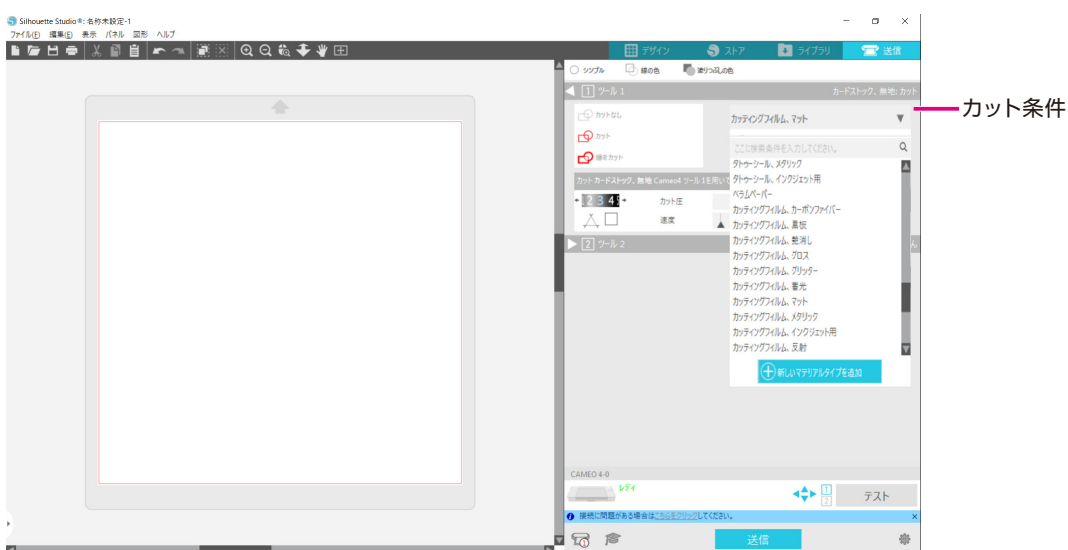 Silhouette Studio®: 名称未設定-1
ファイル(F) 編集(E) 表示 パネル 図形 ヘルプ
デザイン ストア ライブラリ 送信
シンプル 線の色 塗りつぶしの色
1 ツール 1 カードストック, 無地: カット
カット条件
カットなし
カッティングフィルム、マット
カット
ここに検索条件を入力してください。
線をカット
タトゥーシール、メタリック
カット カードストック, 無地 Cameo4 ツール 1を用いて
タトゥーシール、インクジェット用
ベラムペーパー
2 3 4 カット圧
カッティングフィルム、カーボンファイバー
速度
カッティングフィルム、黒板
2 ツール 2
カッティングフィルム、艶消し
カッティングフィルム、グロス
カッティングフィルム、グリッター
カッティングフィルム、蓄光
カッティングフィルム、マット
カッティングフィルム、メタリック
カッティングフィルム、インクジェット用
カッティングフィルム、反射
新しいマテリアルタイプを追加
CAMEO 4-0
レディ
1
2
テスト
接続に問題がある場合はこちらをクリックしてください。
1
送信